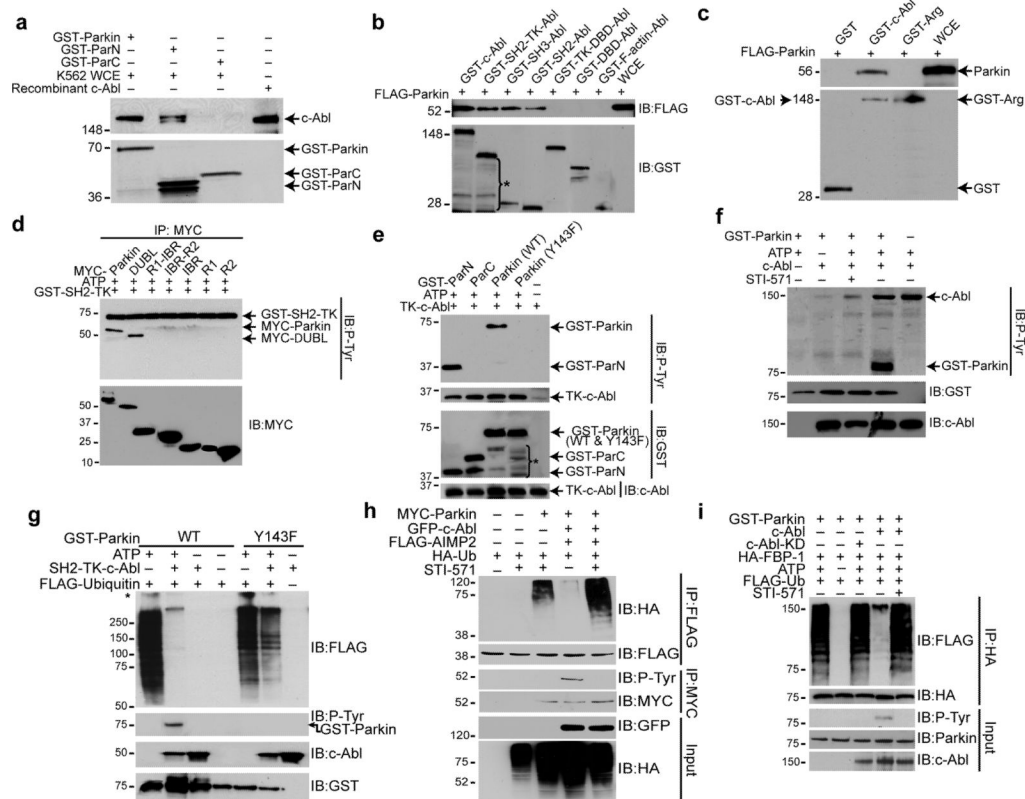 a
GST-Parkin + - - - -
GST-ParN - + - - -
GST-ParC - - + -
K562 WCE + + + -
Recombinant c-Abl - - - +
148
c-Abl
70
GST-Parkin
GST-ParC
GST-ParN
36
b
GST-c-Abl
GST-SH2-TK-Abl
GST-SH3-Abl
GST-SH2-Abl
GST-TK-DBD-Abl
GST-DBD-Abl
GST-F-actin-Abl
WCE
FLAG-Parkin + + + + + + + +
52
IB:FLAG
148
IB:GST
*
28
c
GST
GST-c-Abl
GST-Arg
WCE
FLAG-Parkin + + + +
56
Parkin
GST-c-Abl
148
GST-Arg
28
GST
d
IP: MYC
MYC-
Parkin
DUBL
R1-IBR
IBR-R2
IBR
R1
R2
ATP + + + + + + +
GST-SH2-TK + + + + + + +
75
GST-SH2-TK
MYC-Parkin
50
MYC-DUBL
37
IB:P-Tyr
50
37
IB:MYC
25
10
e
GST-
ParN
ParC
Parkin (WT)
Parkin (Y143F)
–
ATP + + + + +
TK-c-Abl + + + + +
75
GST-Parkin
GST-ParN
37
IB:P-Tyr
37
TK-c-Abl
75
GST-Parkin
(WT & Y143F)
GST-ParC
*
GST-ParN
37
IB:GST
37
TK-c-Abl
IB:c-Abl
f
GST-Parkin + + + + –
ATP + – + + +
c-Abl – + + + +
STI-571 – – + – –
150
c-Abl
IB:P-Tyr
GST-Parkin
75
75
IB:GST
150
IB:c-Abl
g
GST-Parkin
WT
Y143F
ATP + + – – + + –
SH2-TK-c-Abl – + + – – + +
FLAG-Ubiquitin + + + + + + –
*
250
150
100
75
IB:FLAG
50
IB:P-Tyr
75
GST-Parkin
50
IB:c-Abl
75
IB:GST
h
MYC-Parkin – – + + +
GFP-c-Abl – – – + +
FLAG-AIMP2 + + + + +
HA-Ub – + + + +
STI-571 – + + – +
120
75
IB:HA
38
38
IB:FLAG
IP:FLAG
52
IB:P-Tyr
52
IB:MYC
IP:MYC
IB:GFP
120
120
75
IB:HA
52
Input
i
GST-Parkin + + + + +
c-Abl – – – + +
c-Abl-KD – – + – –
HA-FBP-1 + + + + +
ATP + – + + +
FLAG-Ub + + + + +
STI-571 – – – – +
150
IB:FLAG
75
75
IB:HA
IP:HA
75
IB:P-Tyr
75
IB:Parkin
150
IB:c-Abl
Input